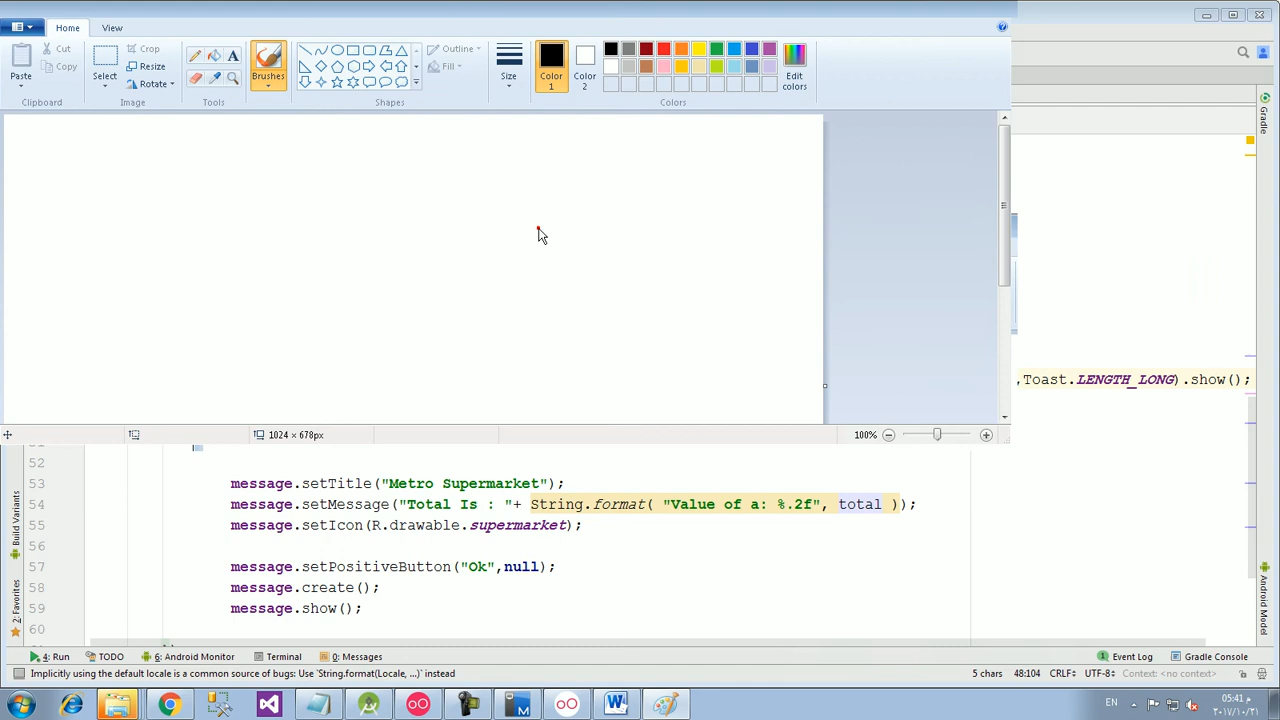 Home
View
Paste
Cut
Copy
Clipboard
Select
Crop
Resize
Rotate
Image
Tools
Brushes
Shapes
Outline
Fill
Size
Color
1
Color
2
Edit
colors
Colors
Gradle
,Toast.LENGTH_LONG).show();
1024 × 678px
100%
52
53 message.setTitle("Metro Supermarket");
54 message.setMessage("Total Is : "+ String.format( "Value of a: %.2f", total ));
55 message.setIcon(R.drawable.supermarket);
56
57 message.setPositiveButton("Ok",null);
58 message.create();
59 message.show();
60
Build Variants
2: Favorites
Android Model
4: Run TODO 6: Android Monitor Terminal 0: Messages 1 Event Log Gradle Console
Implicitly using the default locale is a common source of bugs: Use 'String.format(Locale, ...)' instead 5 chars 48:104 CRLF÷ UTF-8÷ Context: <no context>
EN
05:41 م
٢٠١٧/١٠/٢١